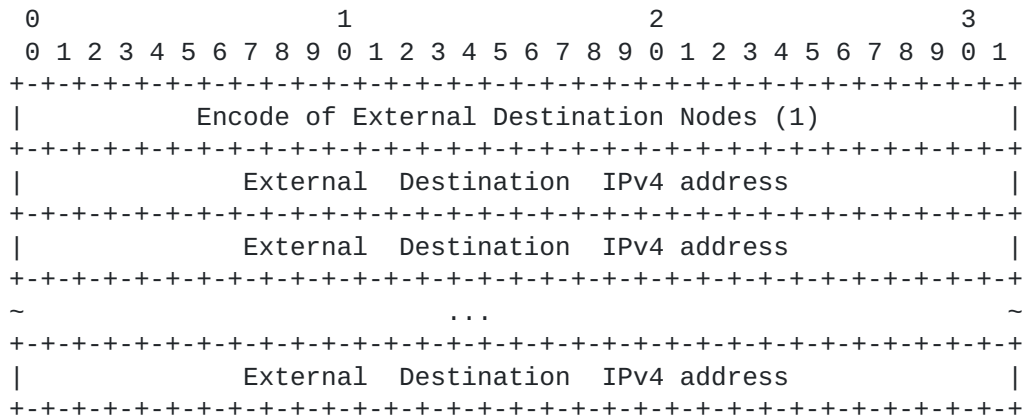 0                   1                   2                   3
 0 1 2 3 4 5 6 7 8 9 0 1 2 3 4 5 6 7 8 9 0 1 2 3 4 5 6 7 8 9 0 1
+-+-+-+-+-+-+-+-+-+-+-+-+-+-+-+-+-+-+-+-+-+-+-+-+-+-+-+-+-+-+-+-+
|           Encode of External Destination Nodes (1)            |
+-+-+-+-+-+-+-+-+-+-+-+-+-+-+-+-+-+-+-+-+-+-+-+-+-+-+-+-+-+-+-+-+
|              External  Destination  IPv4 address              |
+-+-+-+-+-+-+-+-+-+-+-+-+-+-+-+-+-+-+-+-+-+-+-+-+-+-+-+-+-+-+-+-+
|              External  Destination  IPv4 address              |
+-+-+-+-+-+-+-+-+-+-+-+-+-+-+-+-+-+-+-+-+-+-+-+-+-+-+-+-+-+-+-+-+
~                           ...                                 ~
+-+-+-+-+-+-+-+-+-+-+-+-+-+-+-+-+-+-+-+-+-+-+-+-+-+-+-+-+-+-+-+-+
|              External  Destination  IPv4 address              |
+-+-+-+-+-+-+-+-+-+-+-+-+-+-+-+-+-+-+-+-+-+-+-+-+-+-+-+-+-+-+-+-+